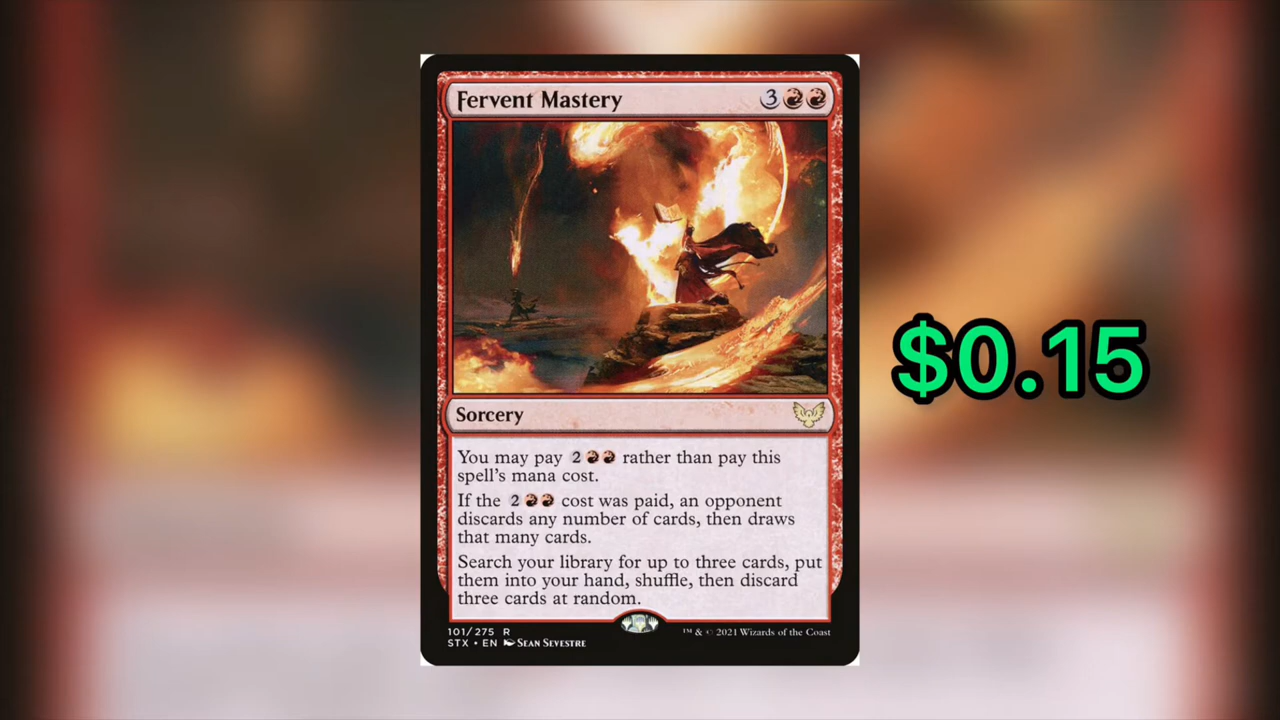 Fervent Mastery 3
$0.15
Sorcery
You may pay 2 rather than pay this
spell's mana cost.
If the 2 cost was paid, an opponent
discards any number of cards, then draws
that many cards.
Search your library for up to three cards, put
them into your hand, shuffle, then discard
three cards at random.
101/275 R
STX • EN Sean Sevestre
™ & © 2021 Wizards of the Coast